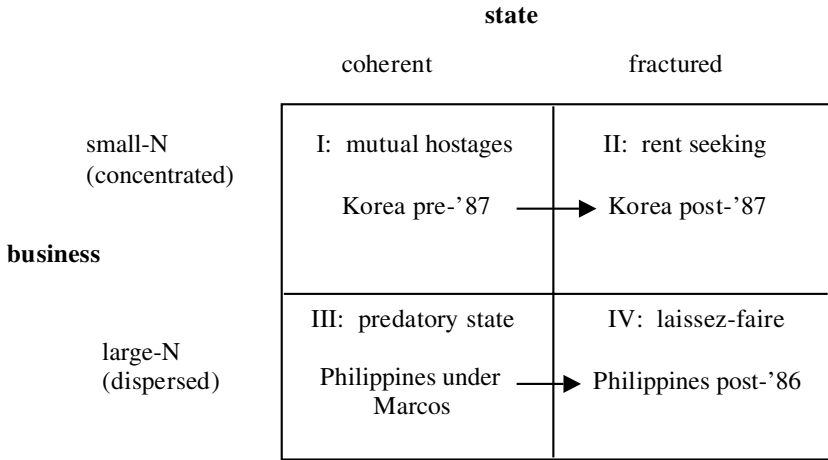 state
coherent fractured
small-N
(concentrated)
I: mutual hostages
II: rent seeking
Korea pre-’87
Korea post-’87
business
large-N
(dispersed)
III: predatory state
IV: laissez-faire
Philippines under
Marcos
Philippines post-’86